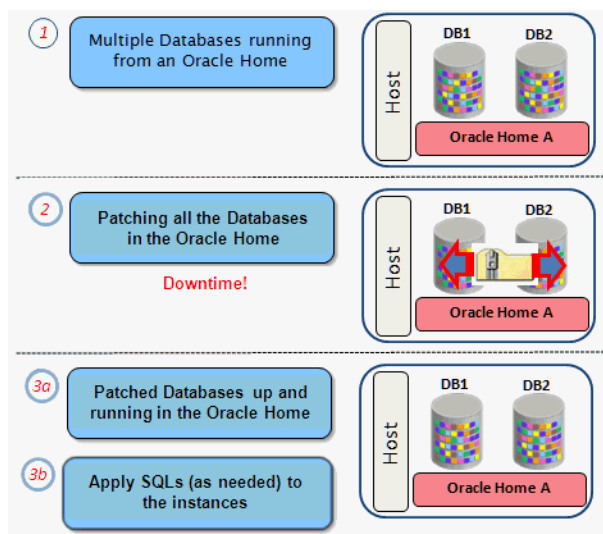 1
Multiple Databases running
from an Oracle Home
Host
DB1
DB2
Oracle Home A
2
Patching all the Databases
in the Oracle Home
Downtime!
Host
DB1
DB2
Oracle Home A
3a
Patched Databases up and
running in the Oracle Home
3b
Apply SQLs (as needed) to
the instances
Host
DB1
DB2
Oracle Home A